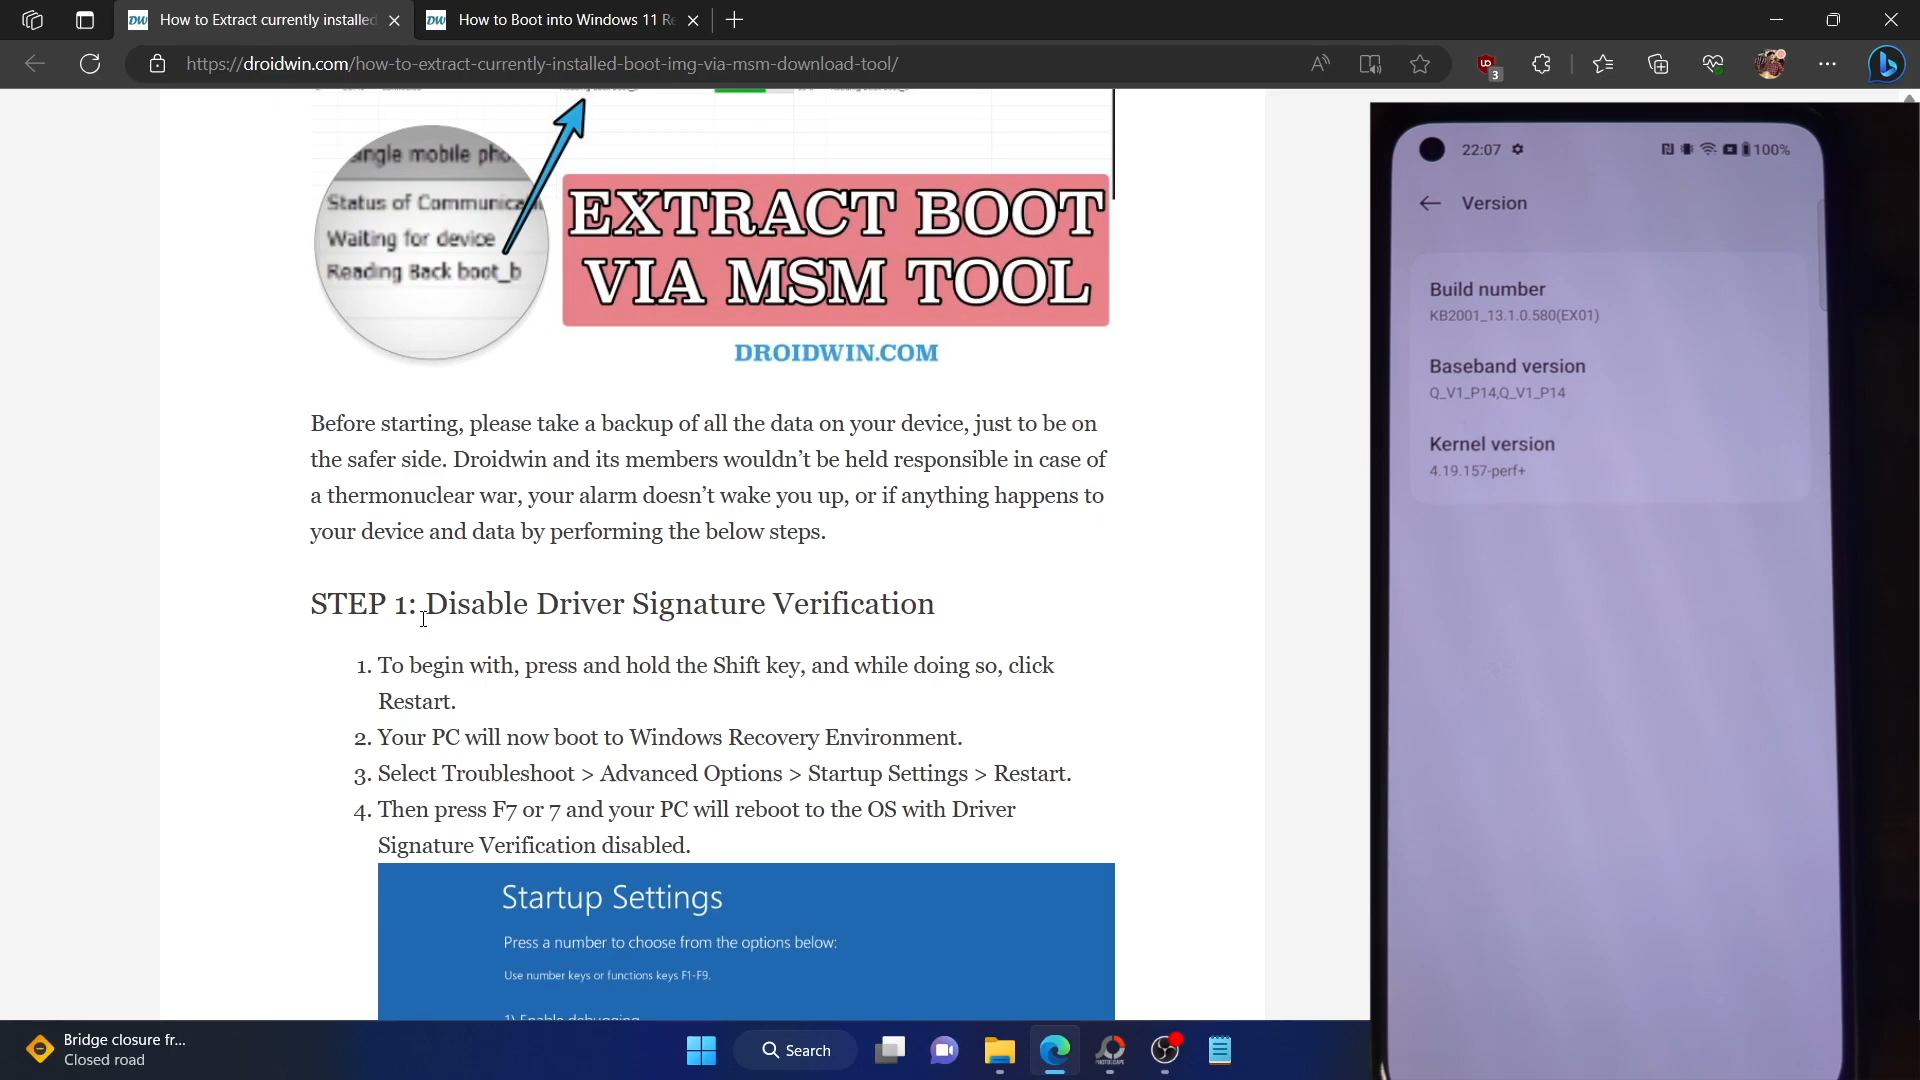 How to Extract currently installed
How to Boot into Windows 11 Re
https://droidwin.com/how-to-extract-currently-installed-boot-img-via-msm-download-tool/
3
single mobile pho
Status of Communica
Waiting for device
Reading Back boot_b
EXTRACT BOOT
VIA MSM TOOL
DROIDWIN.COM
Before starting, please take a backup of all the data on your device, just to be on
the safer side. Droidwin and its members wouldn’t be held responsible in case of
a thermonuclear war, your alarm doesn’t wake you up, or if anything happens to
your device and data by performing the below steps.
STEP 1: Disable Driver Signature Verification
1. To begin with, press and hold the Shift key, and while doing so, click
Restart.
2. Your PC will now boot to Windows Recovery Environment.
3. Select Troubleshoot > Advanced Options > Startup Settings > Restart.
4. Then press F7 or 7 and your PC will reboot to the OS with Driver
Signature Verification disabled.
Startup Settings
Press a number to choose from the options below:
Use number keys or functions keys F1-F9.
1) Enable debugging
22:07
100%
Version
Build number
KB2001_13.1.0.580(EX01)
Baseband version
Q_V1_P14,Q_V1_P14
Kernel version
4.19.157-perf+
Bridge closure fr...
Closed road
Search